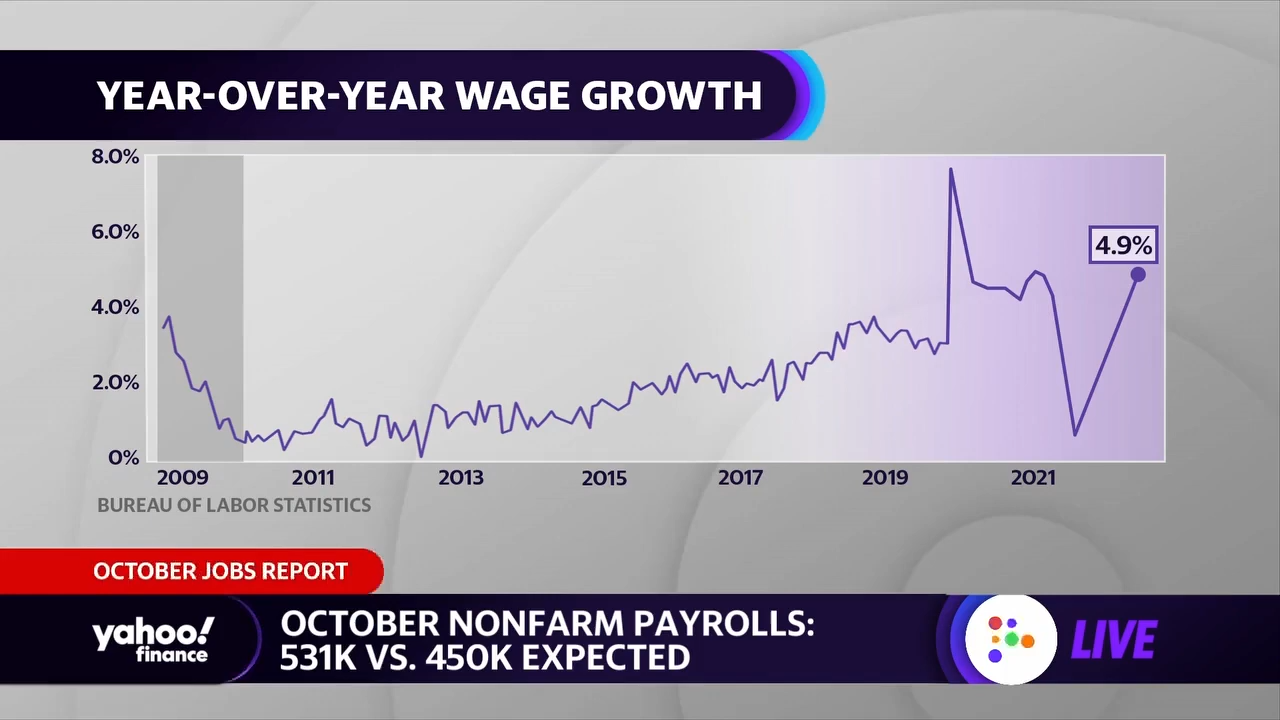 YEAR-OVER-YEAR WAGE GROWTH
8.0%
6.0%
4.9%
4.0%
2.0%
0%
2009 2011 2013 2015 2017 2019 2021
BUREAU OF LABOR STATISTICS
OCTOBER JOBS REPORT
yahoo!
finance
OCTOBER NONFARM PAYROLLS:
531K VS. 450K EXPECTED
LIVE